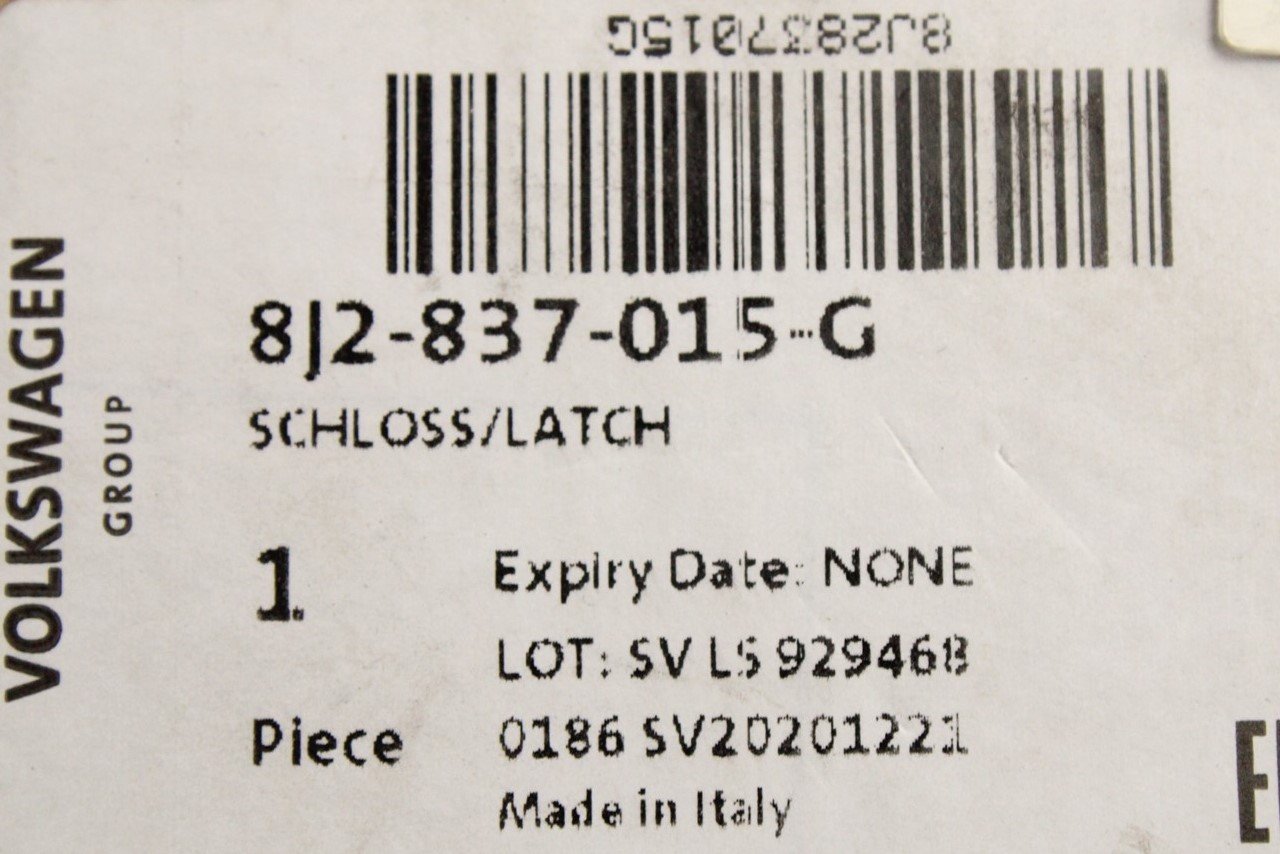 8J2837015G
8J2-837-015-G
SCHLOSS/LATCH
1
Expiry Date: NONE
LOT: SV LS 929468
Piece
0186 SV20201221
Made in Italy
VOLKSWAGEN
GROUP